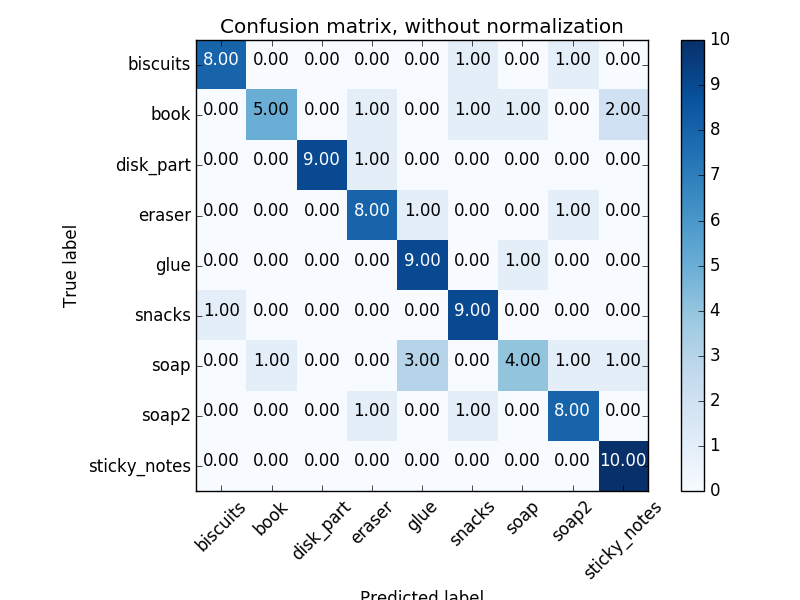 Confusion matrix, without normalization
True label
biscuits 8.00 0.00 0.00 0.00 0.00 1.00 0.00 1.00 0.00
book 0.00 5.00 0.00 1.00 0.00 1.00 1.00 0.00 2.00
disk_part 0.00 0.00 9.00 1.00 0.00 0.00 0.00 0.00 0.00
eraser 0.00 0.00 0.00 8.00 1.00 0.00 0.00 1.00 0.00
glue 0.00 0.00 0.00 0.00 9.00 0.00 1.00 0.00 0.00
snacks 1.00 0.00 0.00 0.00 0.00 9.00 0.00 0.00 0.00
soap 0.00 1.00 0.00 0.00 3.00 0.00 4.00 1.00 1.00
soap2 0.00 0.00 0.00 1.00 0.00 1.00 0.00 8.00 0.00
sticky_notes 0.00 0.00 0.00 0.00 0.00 0.00 0.00 0.00 10.00
biscuits book disk_part eraser glue snacks soap soap2 sticky_notes
Predicted label
10
9
8
7
6
5
4
3
2
1
0